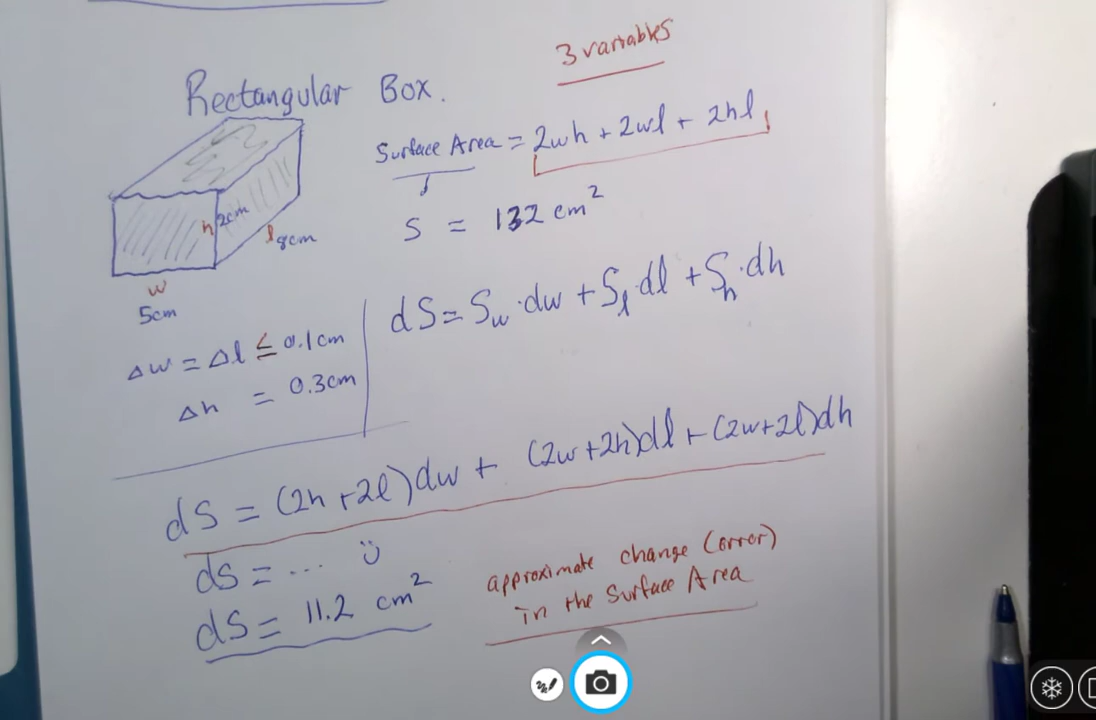 Rectangular Box.
3 variables
Surface Area = 2wh + 2wl + 2hl
h 2cm
l 8cm
w
5cm
S = 132 cm²
Δw = Δl ≤ 0.1cm
Δh = 0.3cm
dS = S_w · dw + S_l · dl + S_h · dh
dS = (2h + 2l) dw + (2w + 2h) dl + (2w + 2l) dh
dS = ... ü
dS = 11.2 cm²
approximate change (error)
in the Surface Area